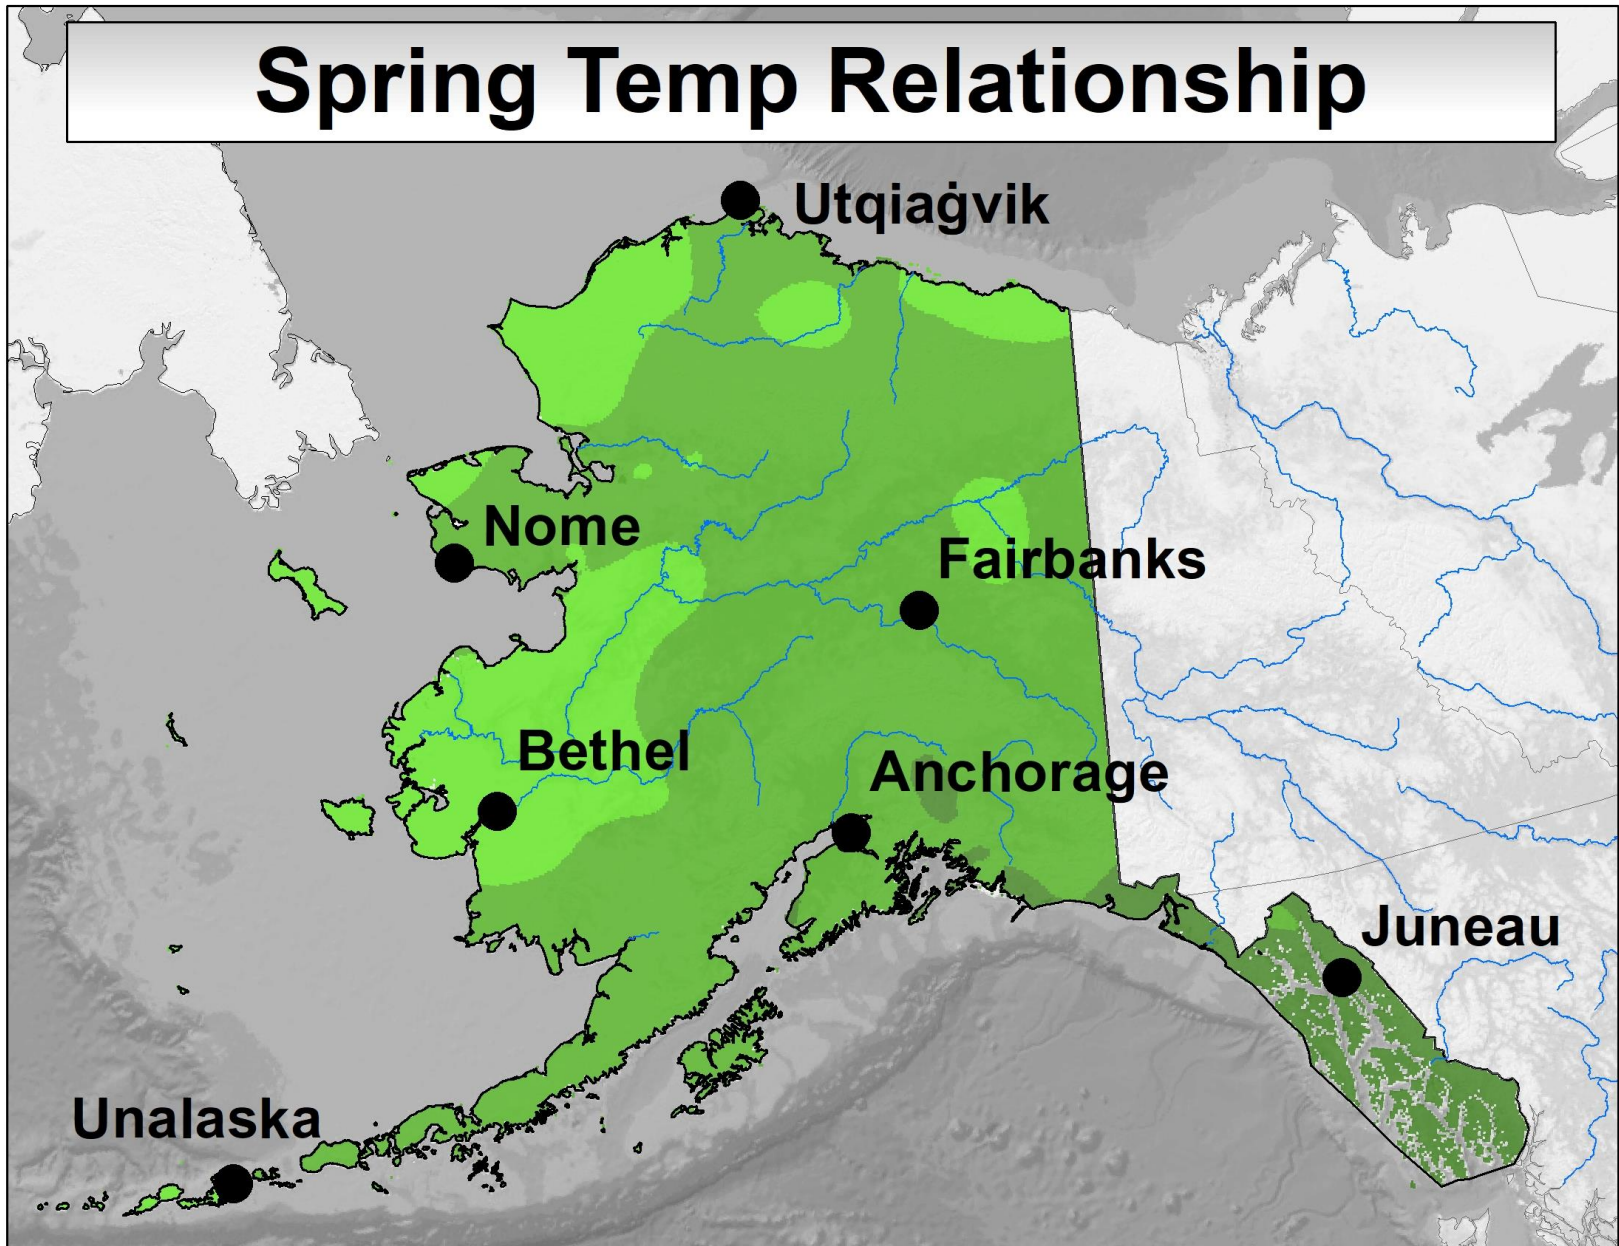 Spring Temp Relationship
Utqiaġvik
Nome
Fairbanks
Bethel
Anchorage
Juneau
Unalaska